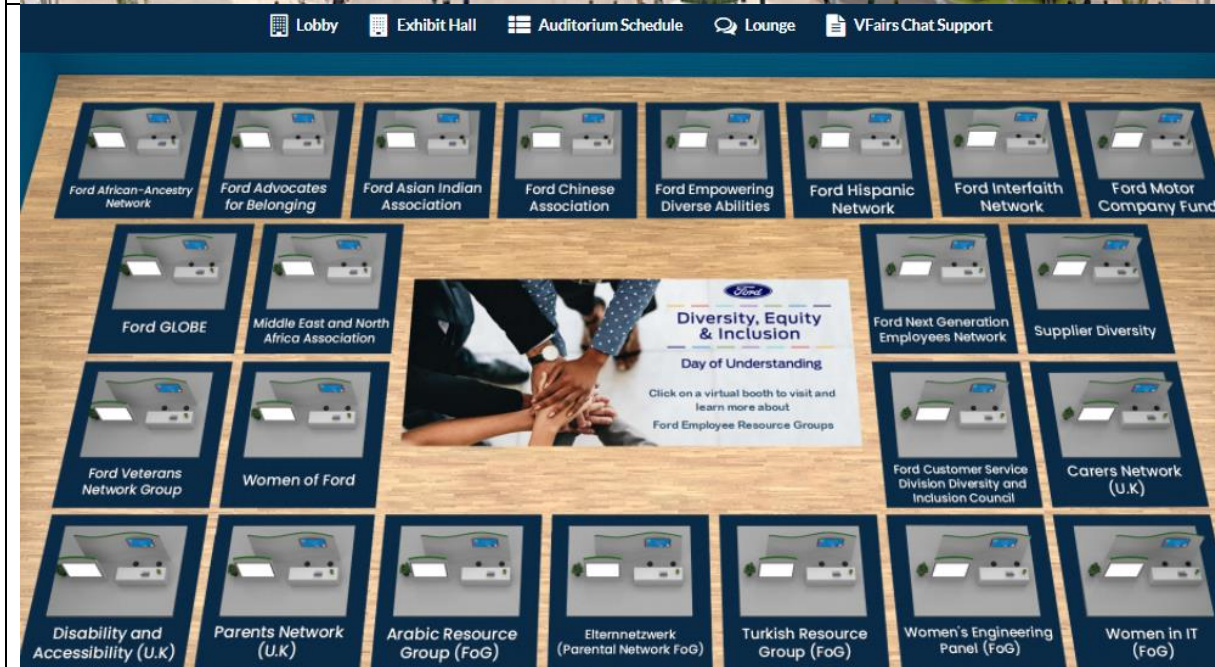 Lobby
Exhibit Hall
Auditorium Schedule
Lounge
VFairs Chat Support
Ford African-Ancestry
Network
Ford Advocates
for Belonging
Ford Asian Indian
Association
Ford Chinese
Association
Ford Empowering
Diverse Abilities
Ford Hispanic
Network
Ford Interfaith
Network
Ford Motor
Company Fund
Ford GLOBE
Middle East and North
Africa Association
Ford
Diversity, Equity
& Inclusion
Day of Understanding
Click on a virtual booth to visit and
learn more about
Ford Employee Resource Groups
Ford Next Generation
Employees Network
Supplier Diversity
Ford Veterans
Network Group
Women of Ford
Ford Customer Service
Division Diversity and
Inclusion Council
Carers Network
(U.K)
Disability and
Accessibility (U.K)
Parents Network
(U.K)
Arabic Resource
Group (FoG)
Elternnetzwerk
(Parental Network FoG)
Turkish Resource
Group (FoG)
Women's Engineering
Panel (FoG)
Women in IT
(FoG)